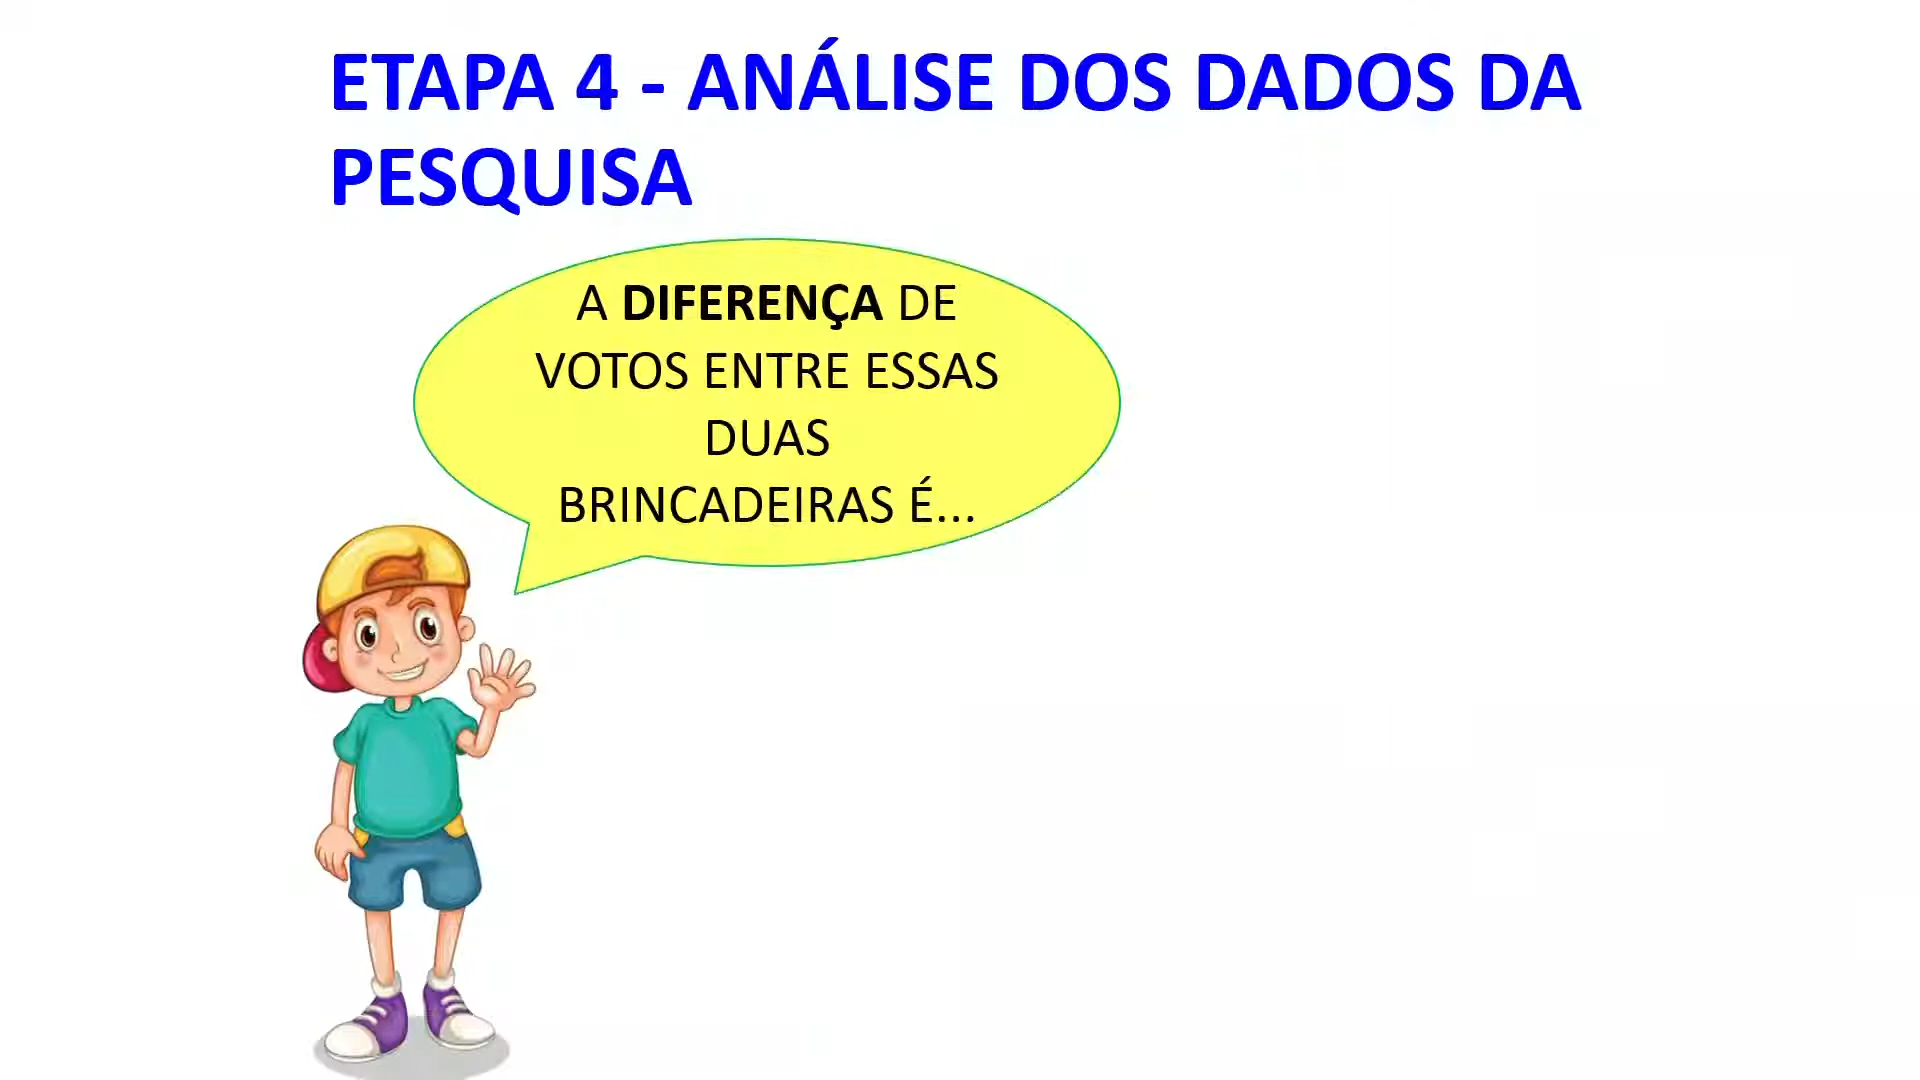 ETAPA 4 - ANÁLISE DOS DADOS DA
PESQUISA
A DIFERENÇA DE
VOTOS ENTRE ESSAS
DUAS
BRINCADEIRAS É...